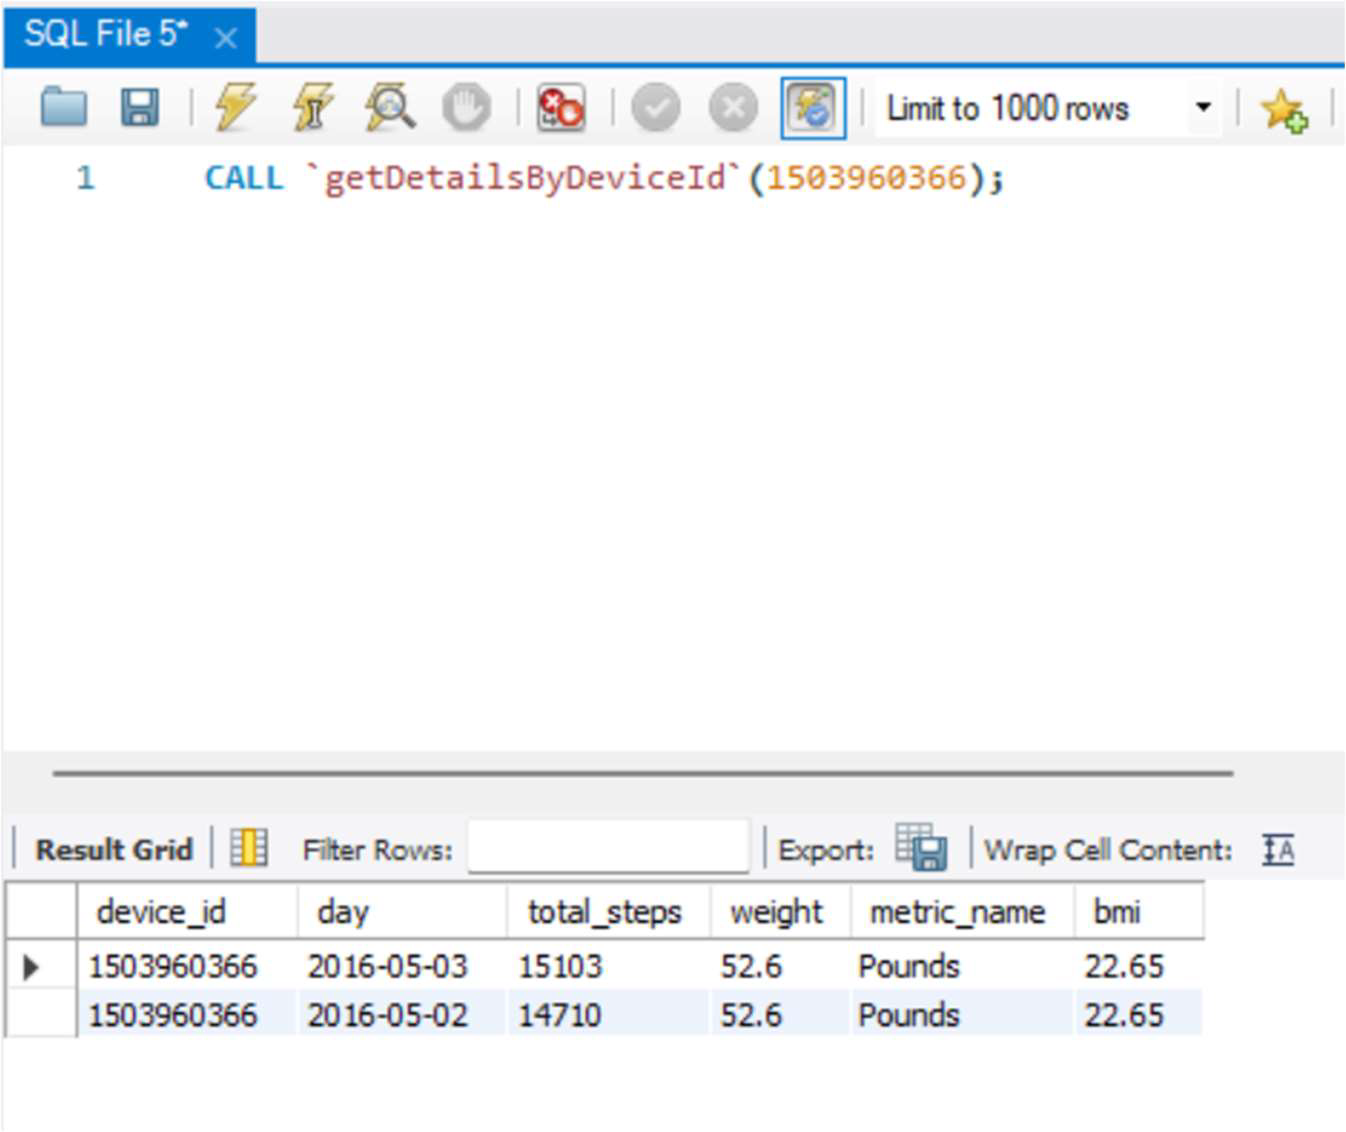 SQL File 5*
Limit to 1000 rows
1 CALL `getDetailsByDeviceId`(1503960366);
Result Grid Filter Rows: Export: Wrap Cell Content:
device_id day total_steps weight metric_name bmi
1503960366 2016-05-03 15103 52.6 Pounds 22.65
1503960366 2016-05-02 14710 52.6 Pounds 22.65